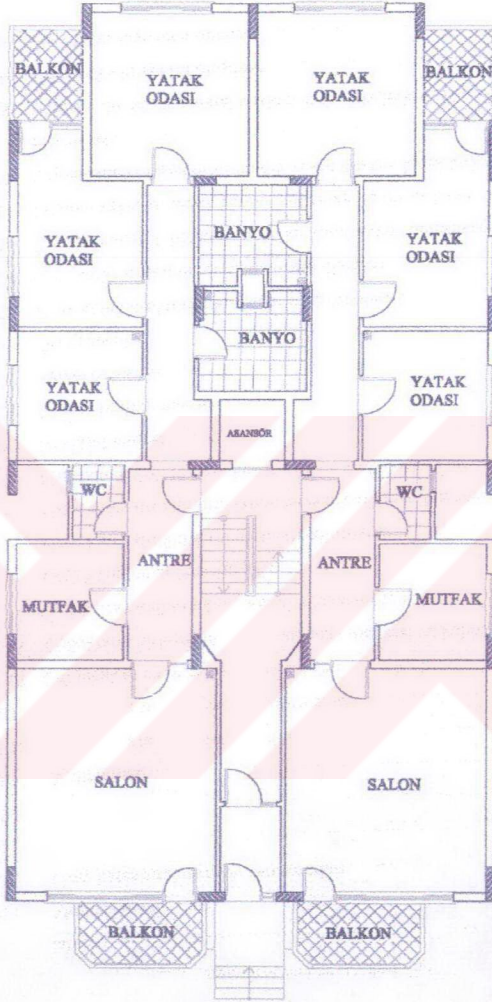 BALKON
YATAK
ODASI
YATAK
ODASI
BALKON
YATAK
ODASI
BANYO
YATAK
ODASI
BANYO
YATAK
ODASI
YATAK
ODASI
ASANSÖR
WC
WC
ANTRE
ANTRE
MUTFAK
MUTFAK
SALON
SALON
BALKON
BALKON